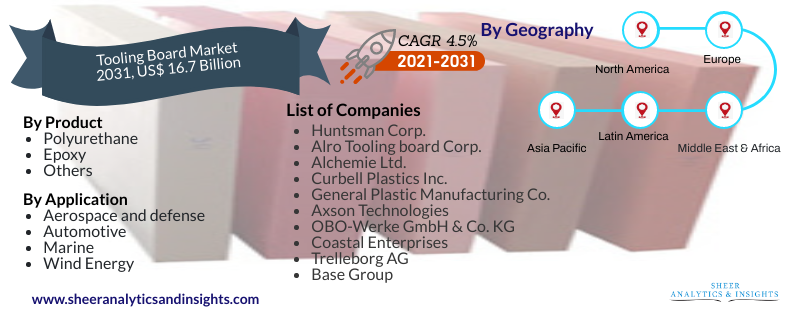 Tooling Board Market
2031, US$ 16.7 Billion
CAGR 4.5%
2021-2031
By Geography
North America
Europe
Asia Pacific
Latin America
Middle East & Africa
By Product
• Polyurethane
• Epoxy
• Others
By Application
• Aerospace and defense
• Automotive
• Marine
• Wind Energy
List of Companies
• Huntsman Corp.
• Alro Tooling board Corp.
• Alchemie Ltd.
• Curbell Plastics Inc.
• General Plastic Manufacturing Co.
• Axson Technologies
• OBO-Werke GmbH & Co. KG
• Coastal Enterprises
• Trelleborg AG
• Base Group
www.sheeranalyticsandinsights.com
SHEER
ANALYTICS & INSIGHTS